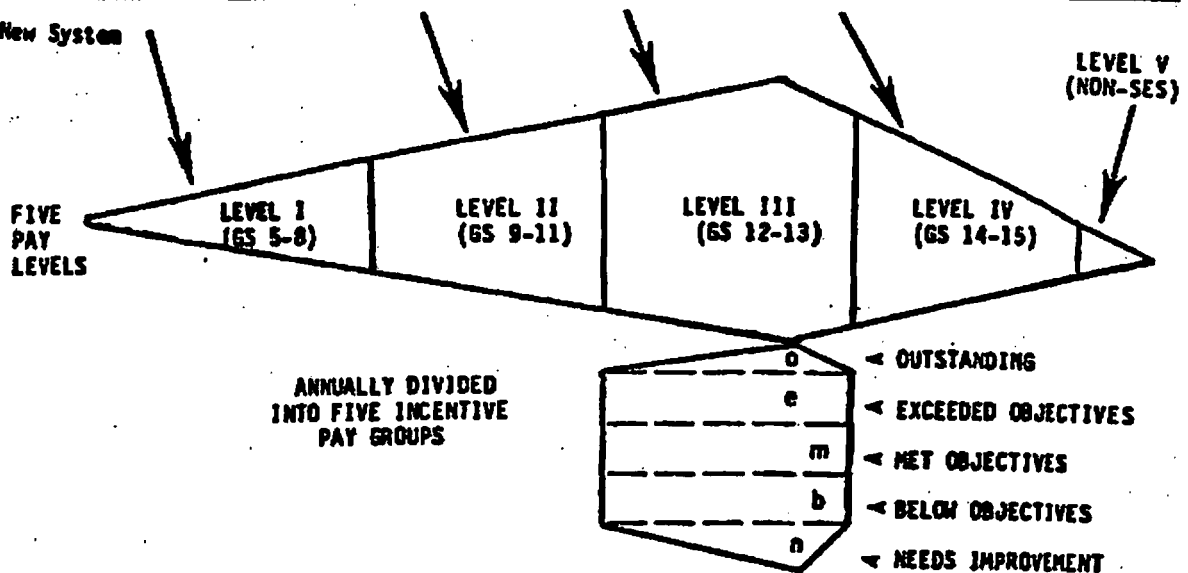 New System
LEVEL V
(NON-SES)
FIVE
PAY
LEVELS
LEVEL I
(GS 5-8)
LEVEL II
(GS 9-11)
LEVEL III
(GS 12-13)
LEVEL IV
(GS 14-15)
ANNUALLY DIVIDED
INTO FIVE INCENTIVE
PAY GROUPS
o
OUTSTANDING
e
EXCEEDED OBJECTIVES
m
MET OBJECTIVES
b
BELOW OBJECTIVES
n
NEEDS IMPROVEMENT